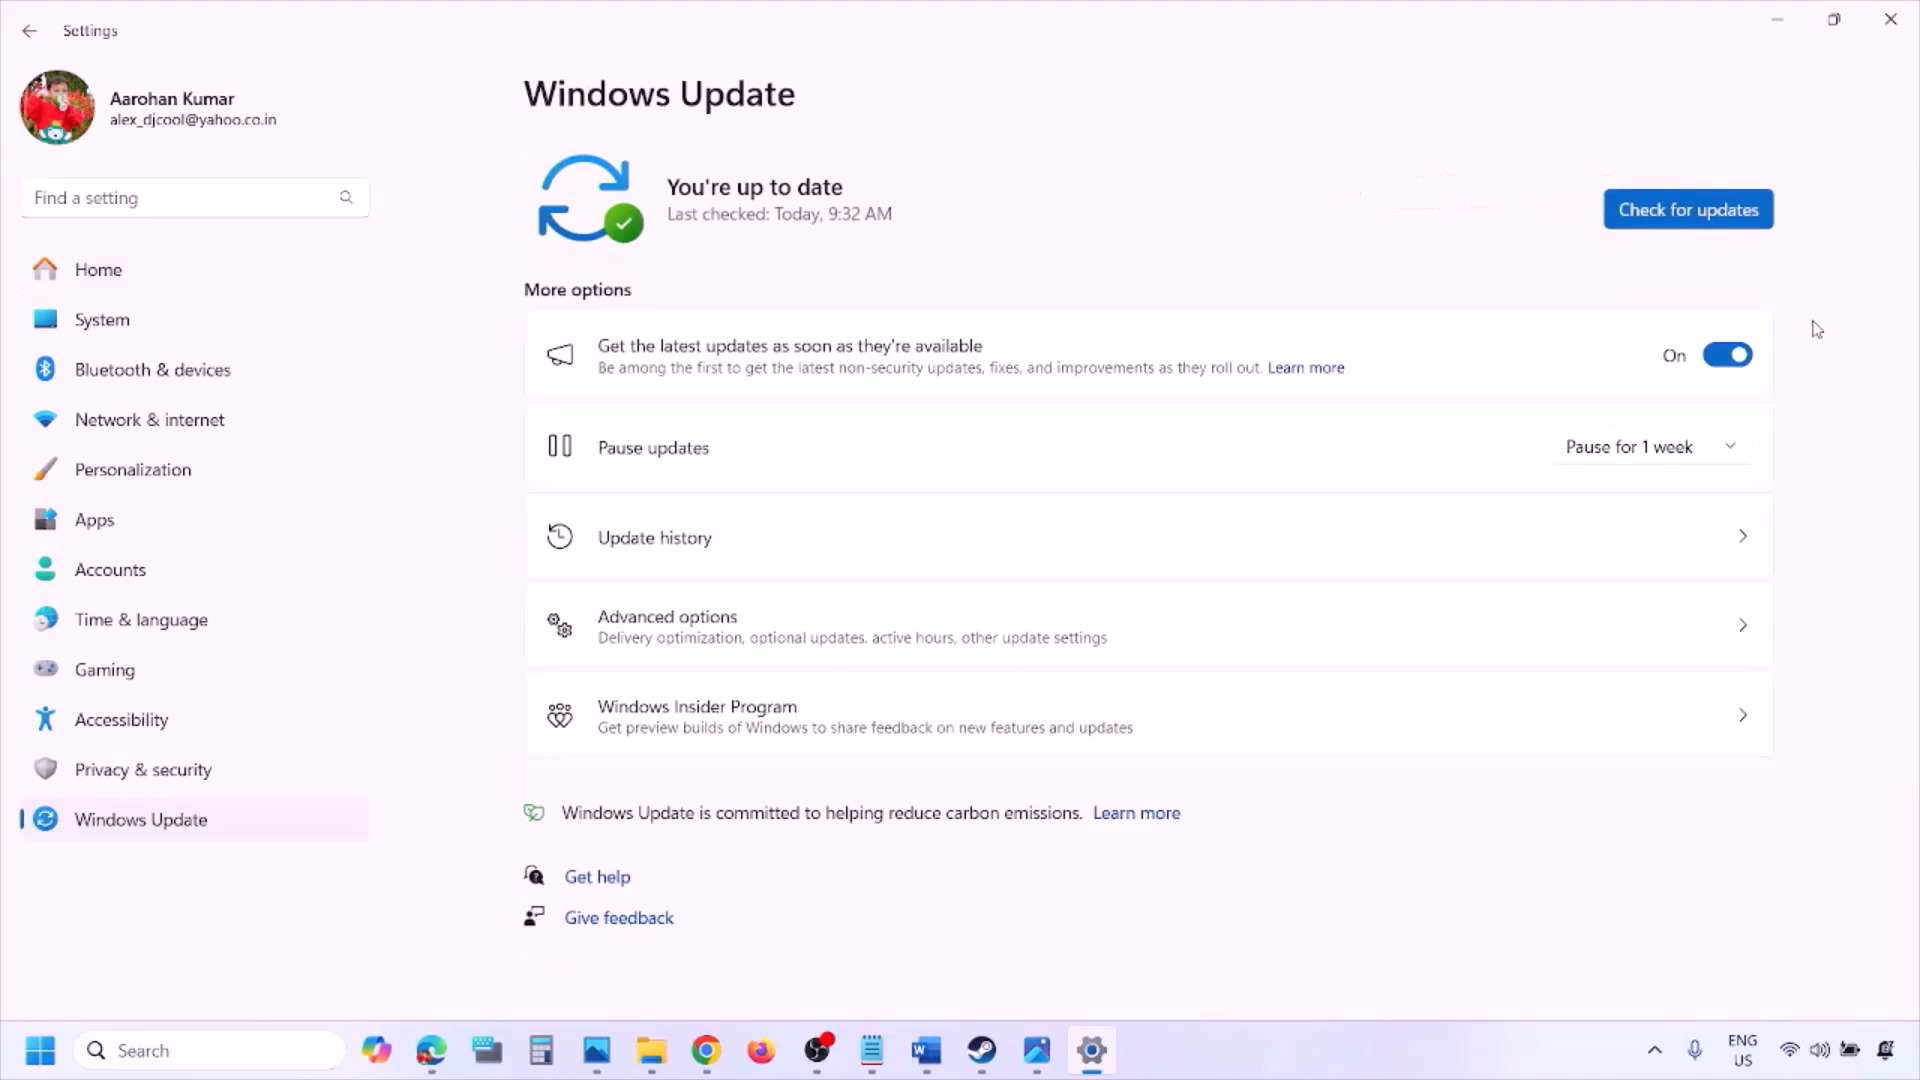 Settings
Aarohan Kumar
alex_djcool@yahoo.co.in
Find a setting
Home
System
Bluetooth & devices
Network & internet
Personalization
Apps
Accounts
Time & language
Gaming
Accessibility
Privacy & security
Windows Update
Windows Update
You're up to date
Last checked: Today, 9:32 AM
Check for updates
More options
Get the latest updates as soon as they're available
Be among the first to get the latest non-security updates, fixes, and improvements as they roll out. Learn more
On
Pause updates
Pause for 1 week
Update history
Advanced options
Delivery optimization, optional updates, active hours, other update settings
Windows Insider Program
Get preview builds of Windows to share feedback on new features and updates
Windows Update is committed to helping reduce carbon emissions. Learn more
Get help
Give feedback
Search
ENG
US